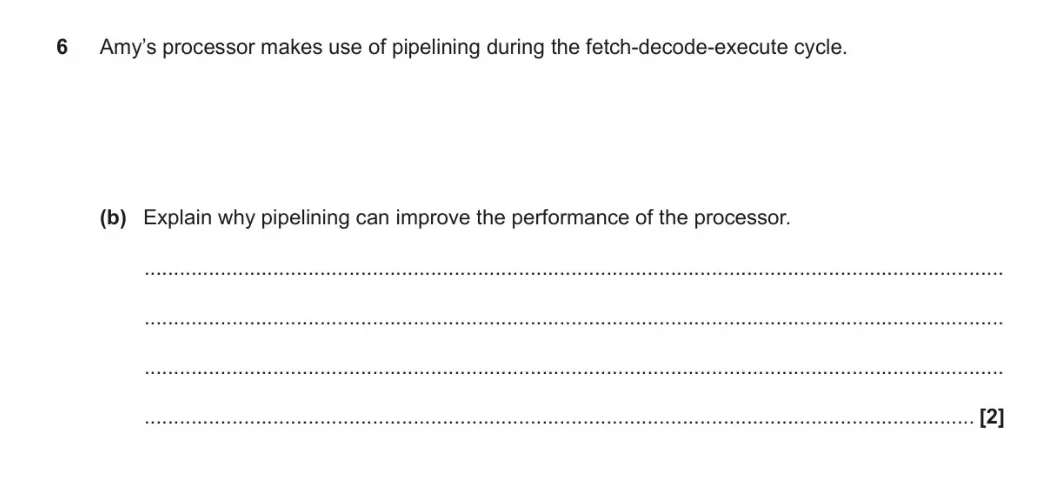 6 Amy’s processor makes use of pipelining during the fetch-decode-execute cycle.
(b) Explain why pipelining can improve the performance of the processor.
[2]